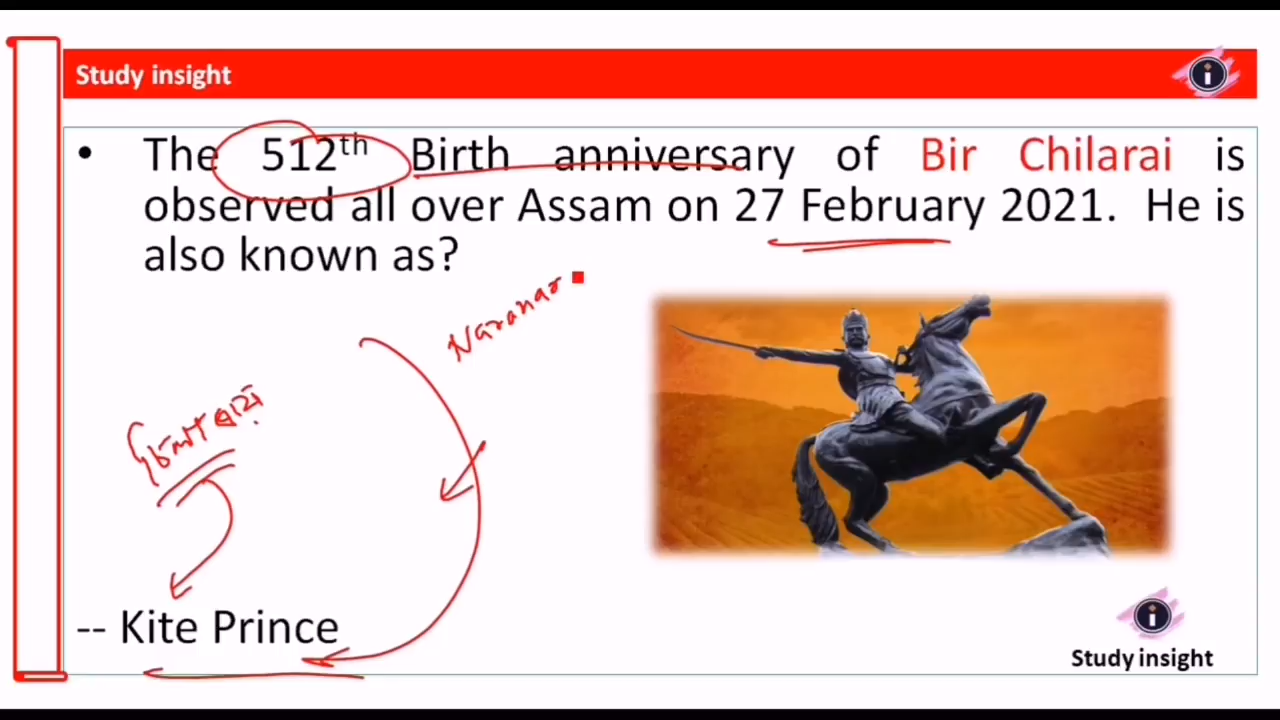 Study insight
• The 512th Birth anniversary of Bir Chilarai is
observed all over Assam on 27 February 2021. He is
also known as?
Naranar
-- Kite Prince
Study insight